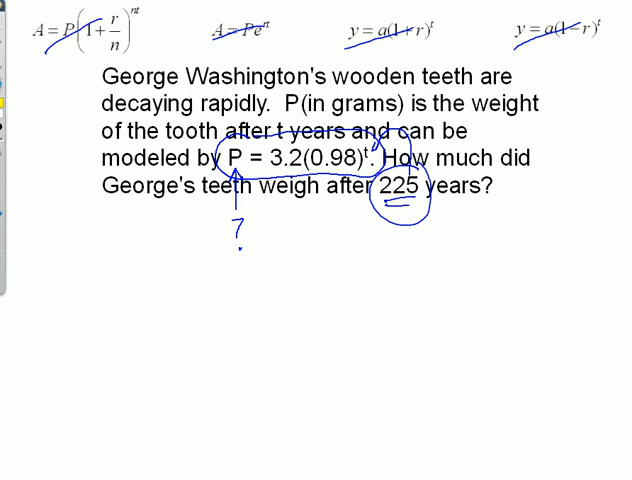 A = P(1 + r/n)^nt   A = Pe^rt   y = a(1 + r)^t   y = a(1 − r)^t
George Washington's wooden teeth are
decaying rapidly.  P(in grams) is the weight
of the tooth after t years and can be
modeled by P = 3.2(0.98)^t.  How much did
George's teeth weigh after 225 years?
?